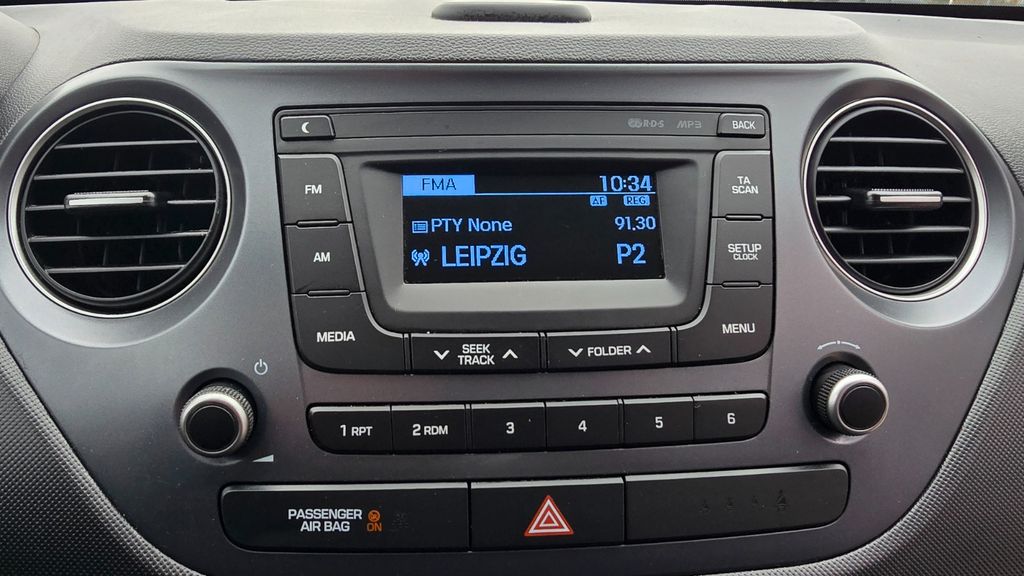 R·D·S MP3 BACK
FM
FMA 10:34
TA
SCAN
AF REG
PTY None 91.30
AM
LEIPZIG P2
SETUP
CLOCK
MEDIA
SEEK
TRACK
FOLDER
MENU
1 RPT 2 RDM 3 4 5 6
PASSENGER
AIR BAG ON